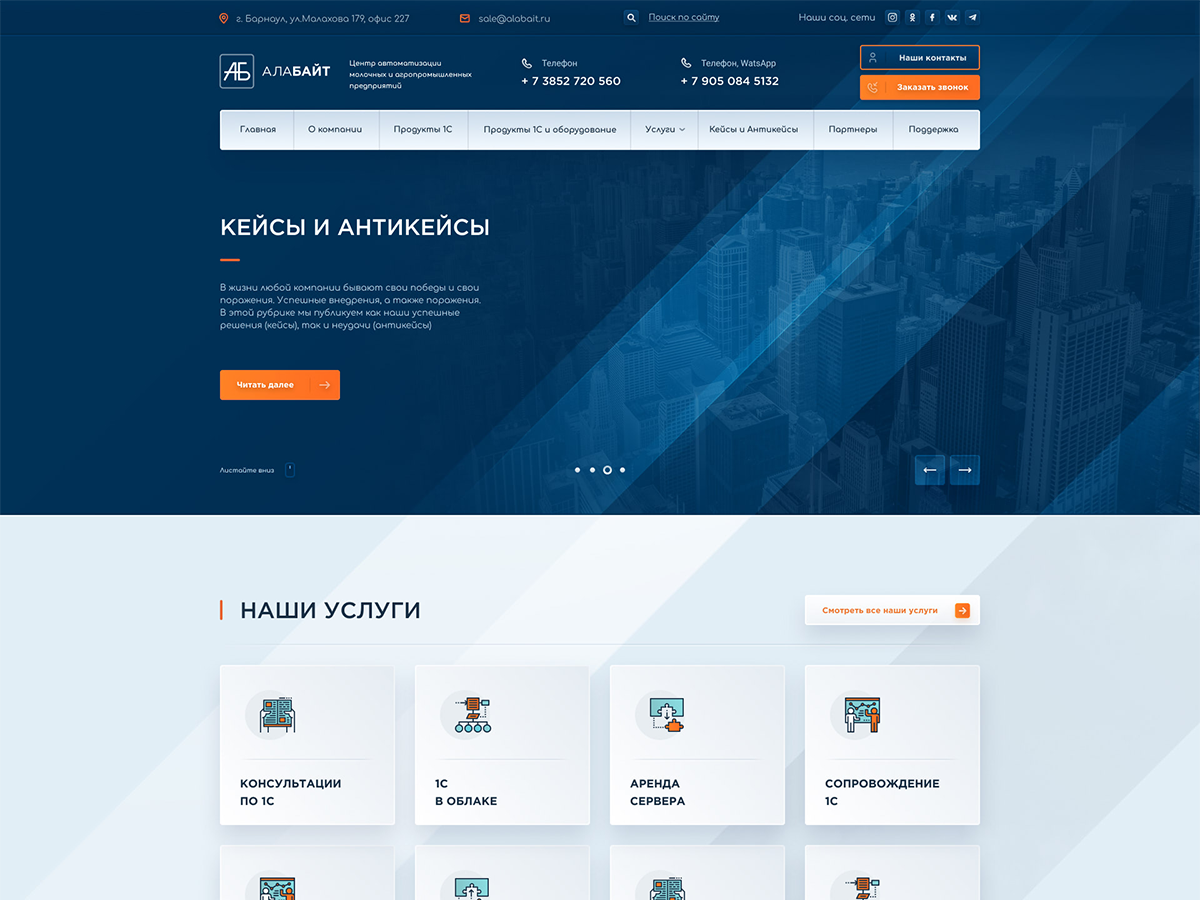 г. Барнаул, ул.Малахова 179, офис 227
sale@alabait.ru
Поиск по сайту
Наши соц. сети
АБ
АЛАБАЙТ
Центр автоматизации
молочных и агропромышленных
предприятий
Телефон
+ 7 3852 720 560
Телефон, WatsApp
+ 7 905 084 5132
Наши контакты
Заказать звонок
Главная
О компании
Продукты 1С
Продукты 1С и оборудование
Услуги
Кейсы и Антикейсы
Партнеры
Поддержка
КЕЙСЫ И АНТИКЕЙСЫ
В жизни любой компании бывают свои победы и свои
поражения. Успешные внедрения, а также поражения.
В этой рубрике мы публикуем как наши успешные
решения (кейсы), так и неудачи (антикейсы)
Читать далее
Листайте вниз
НАШИ УСЛУГИ
Смотреть все наши услуги
КОНСУЛЬТАЦИИ
ПО 1С
1С
В ОБЛАКЕ
АРЕНДА
СЕРВЕРА
СОПРОВОЖДЕНИЕ
1С